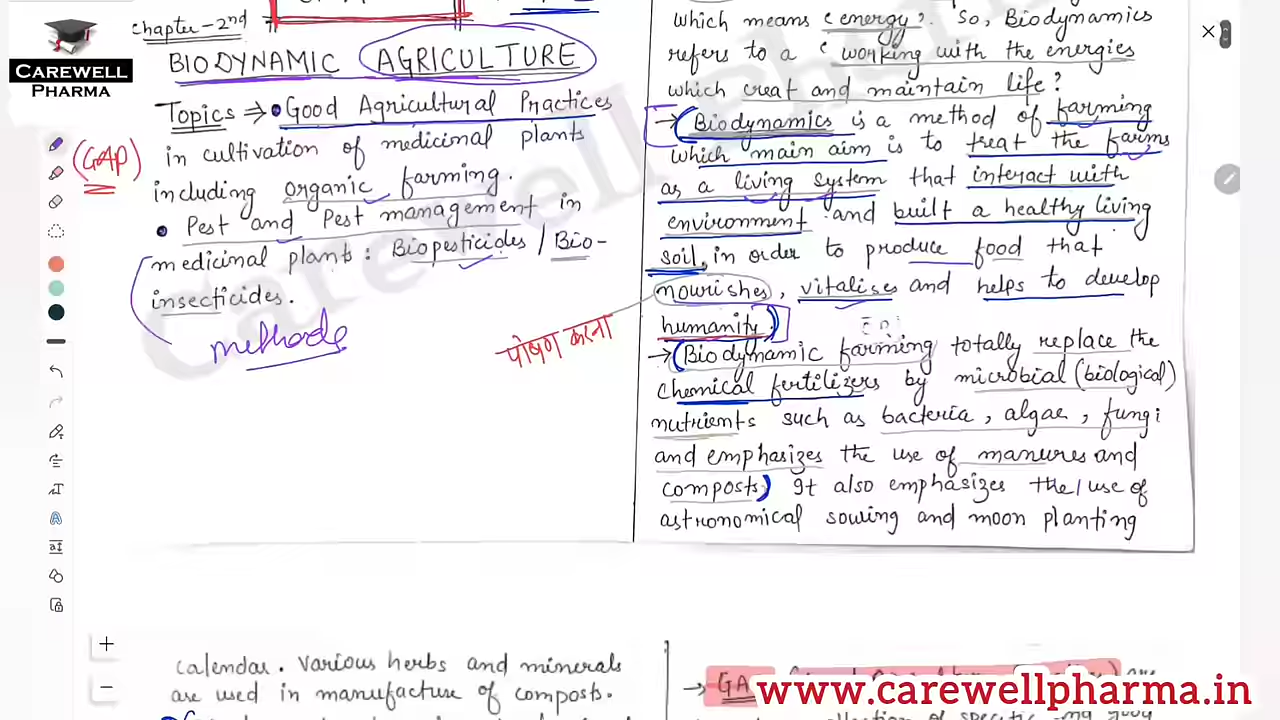 CAREWELL
PHARMA
Chapter-2nd
BIODYNAMIC AGRICULTURE
Topics ⇒ • Good Agricultural Practices
(GAP)
in cultivation of medicinal plants
including organic farming.
• Pest and Pest management in
medicinal plants: Biopesticides / Bio-
insecticides.
methods
which means 'energy'. So, Biodynamics
refers to a 'working with the energies
which creat and maintain life?
→ Biodynamics is a method of farming
which main aim is to treat the farms
as a living system that interact with
environment and built a healthy living
soil, in order to produce food that
nourishes, vitalises and helps to develop
humanity.
पोषण करना
→ (Biodynamic farming totally replace the
chemical fertilizers by microbial (biological)
nutrients such as bacteria, algae, fungi
and emphasizes the use of manures and
composts) It also emphasizes the use of
astronomical sowing and moon planting
calendar. Various herbs and minerals
are used in manufacture of composts.
→ GA
www.carewellpharma.in